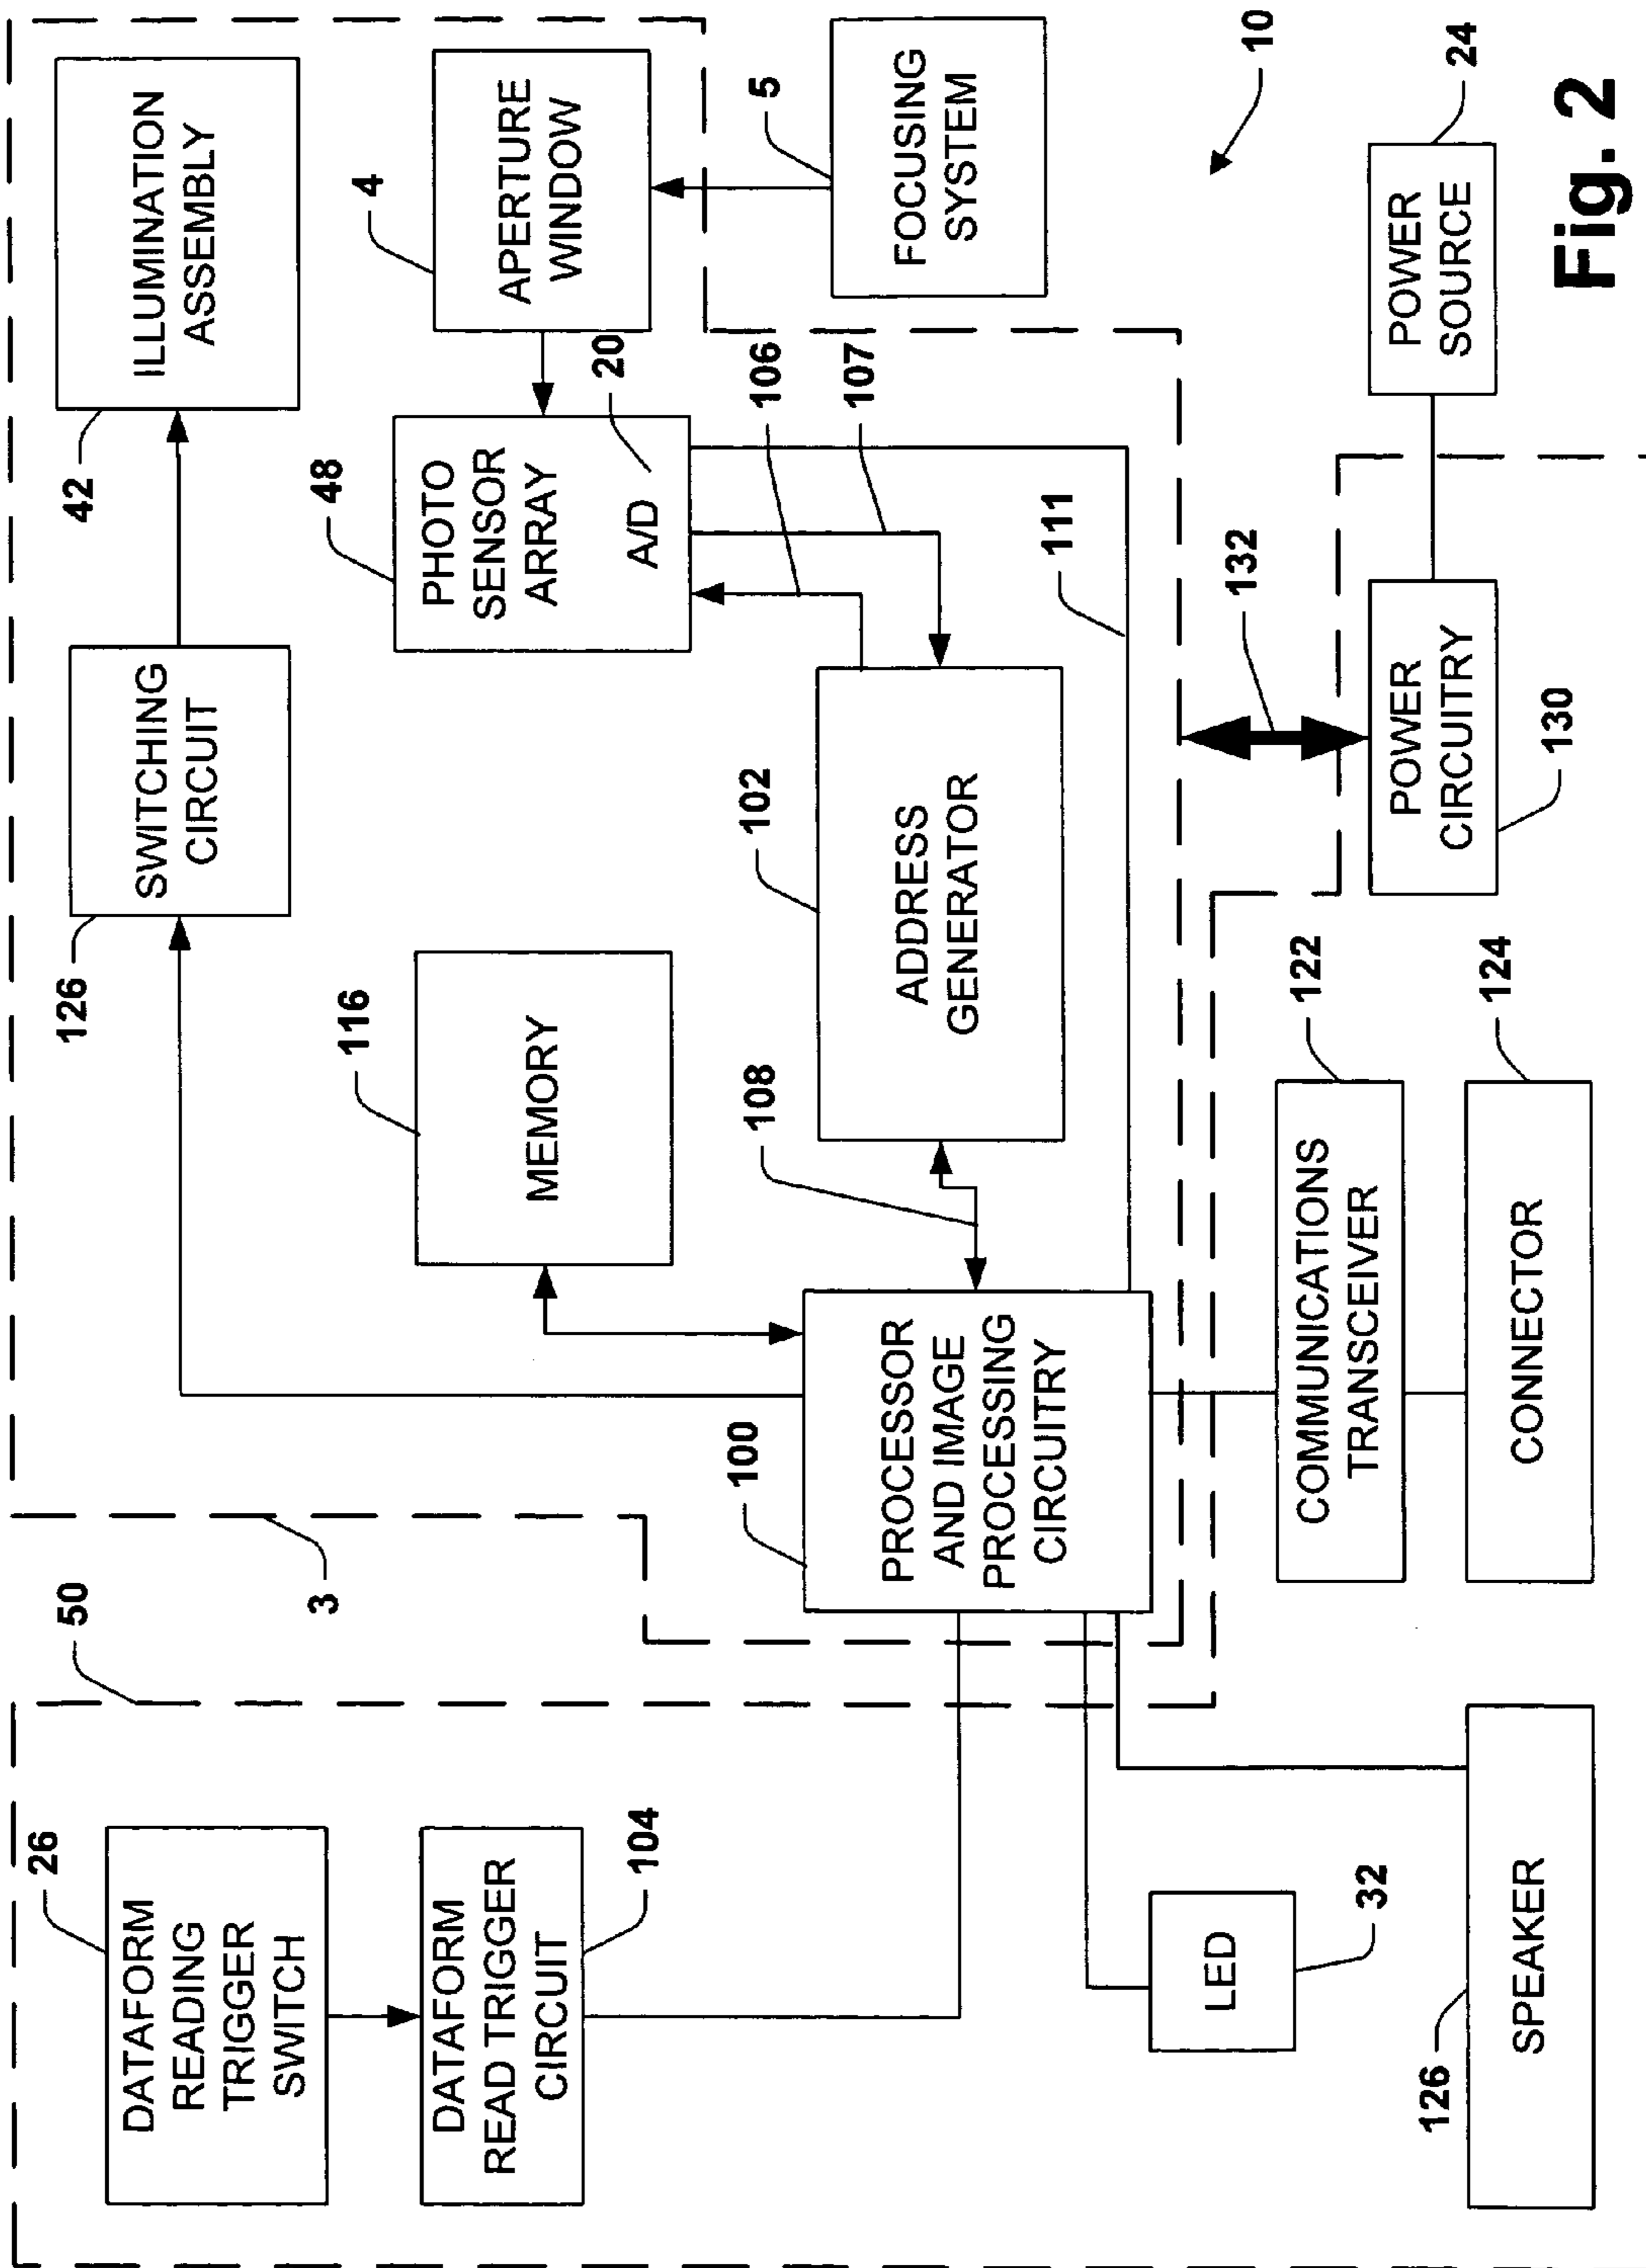 50
26
DATAFORM
READING
TRIGGER
SWITCH
DATAFORM
READ TRIGGER
CIRCUIT
104
3
126
SWITCHING
CIRCUIT
42
ILLUMINATION
ASSEMBLY
116
MEMORY
48
PHOTO
SENSOR
ARRAY
A/D
20
4
APERTURE
WINDOW
106
107
5
FOCUSING
SYSTEM
100
PROCESSOR
AND IMAGE
PROCESSING
CIRCUITRY
108
102
ADDRESS
GENERATOR
111
132
10
32
LED
126
SPEAKER
122
COMMUNICATIONS
TRANSCEIVER
124
CONNECTOR
POWER
CIRCUITRY
130
POWER
SOURCE
24
Fig. 2